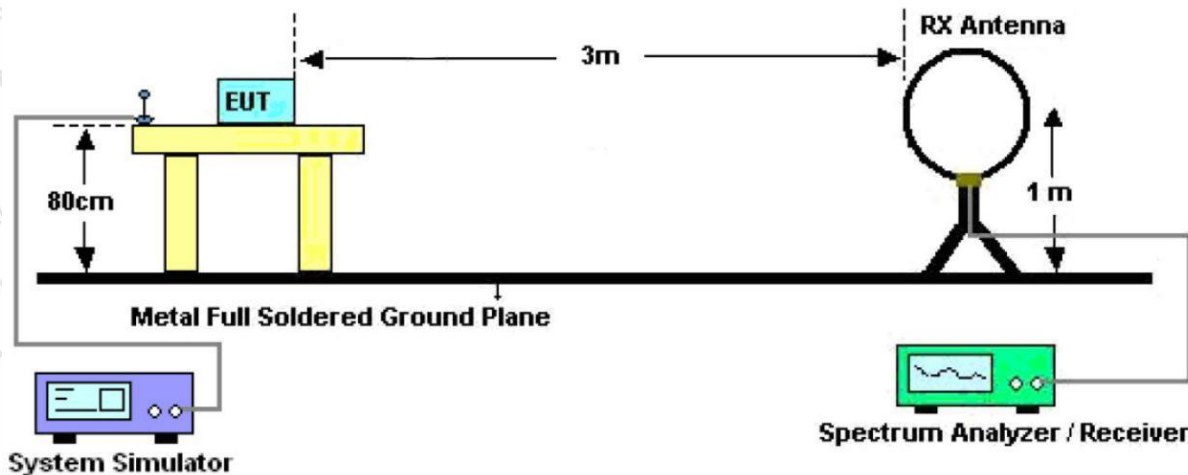 RX Antenna
3m
EUT
80cm
1 m
Metal Full Soldered Ground Plane
System Simulator
Spectrum Analyzer / Receiver